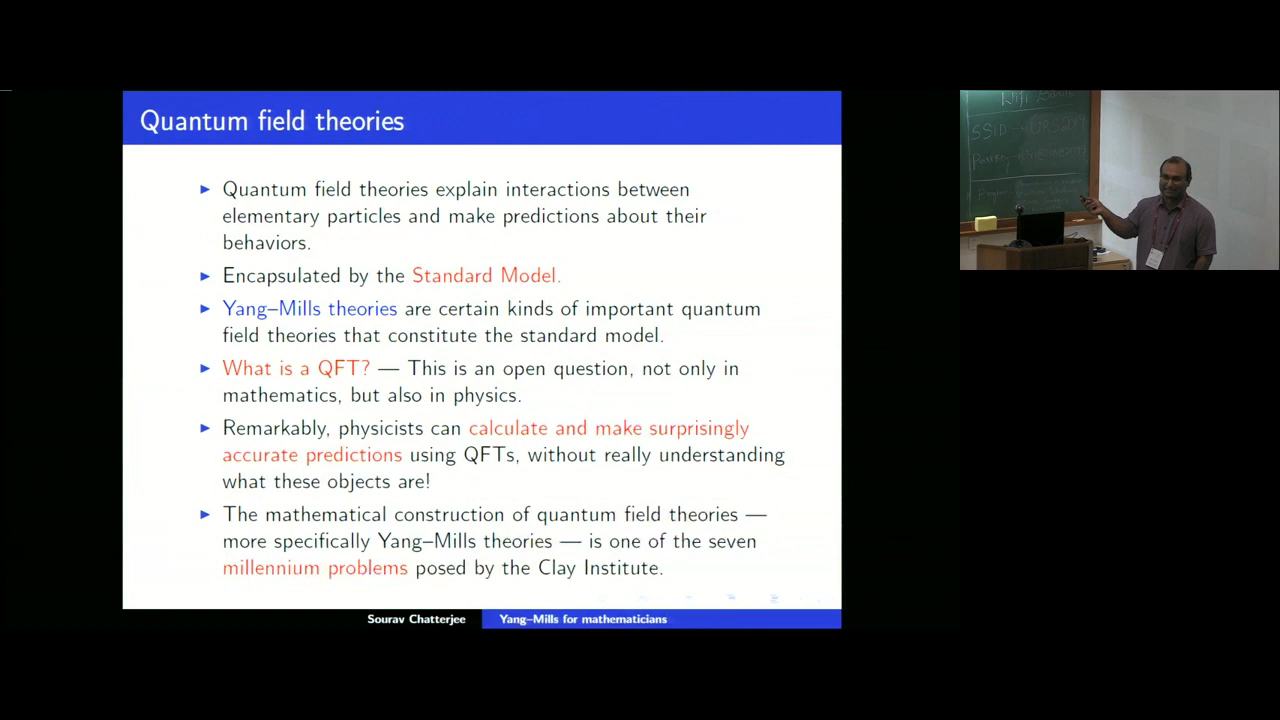 Quantum field theories
▶ Quantum field theories explain interactions between
elementary particles and make predictions about their
behaviors.
▶ Encapsulated by the Standard Model.
▶ Yang–Mills theories are certain kinds of important quantum
field theories that constitute the standard model.
▶ What is a QFT? — This is an open question, not only in
mathematics, but also in physics.
▶ Remarkably, physicists can calculate and make surprisingly
accurate predictions using QFTs, without really understanding
what these objects are!
▶ The mathematical construction of quantum field theories —
more specifically Yang–Mills theories — is one of the seven
millennium problems posed by the Clay Institute.
Sourav Chatterjee
Yang–Mills for mathematicians
SSID